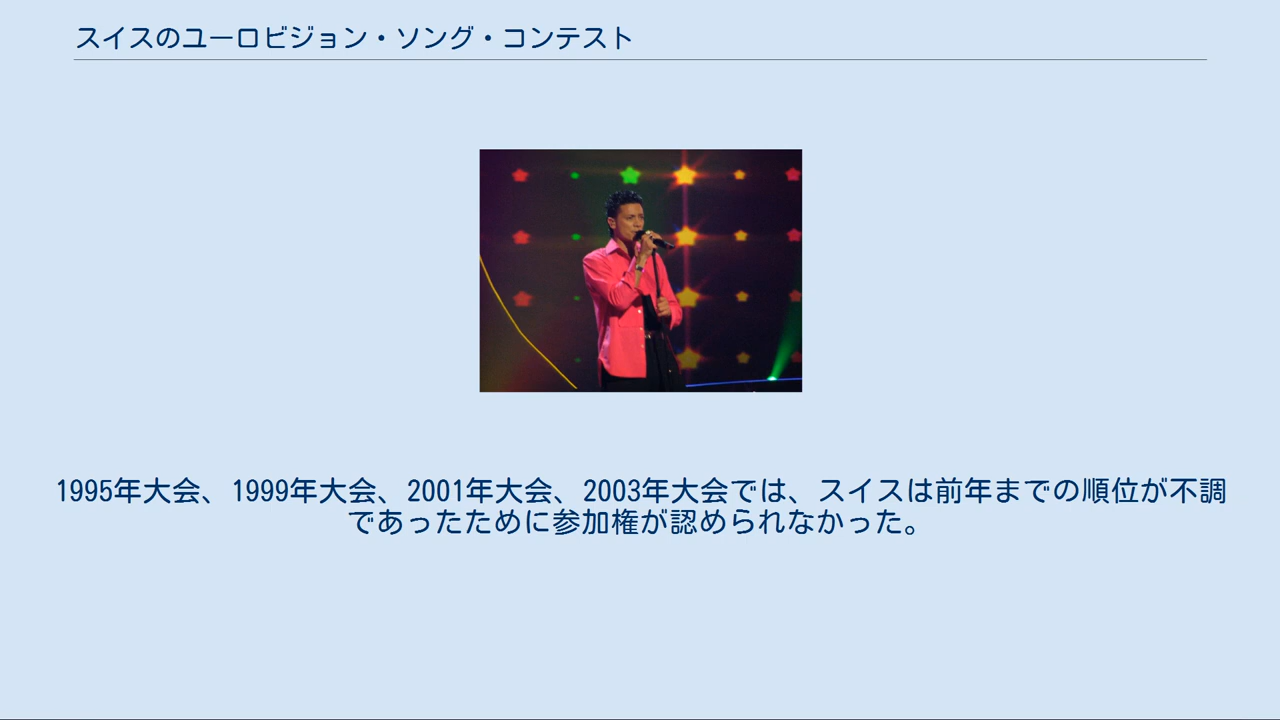 スイスのユーロビジョン・ソング・コンテスト
1995年大会、1999年大会、2001年大会、2003年大会では、スイスは前年までの順位が不調
であったために参加権が認められなかった。